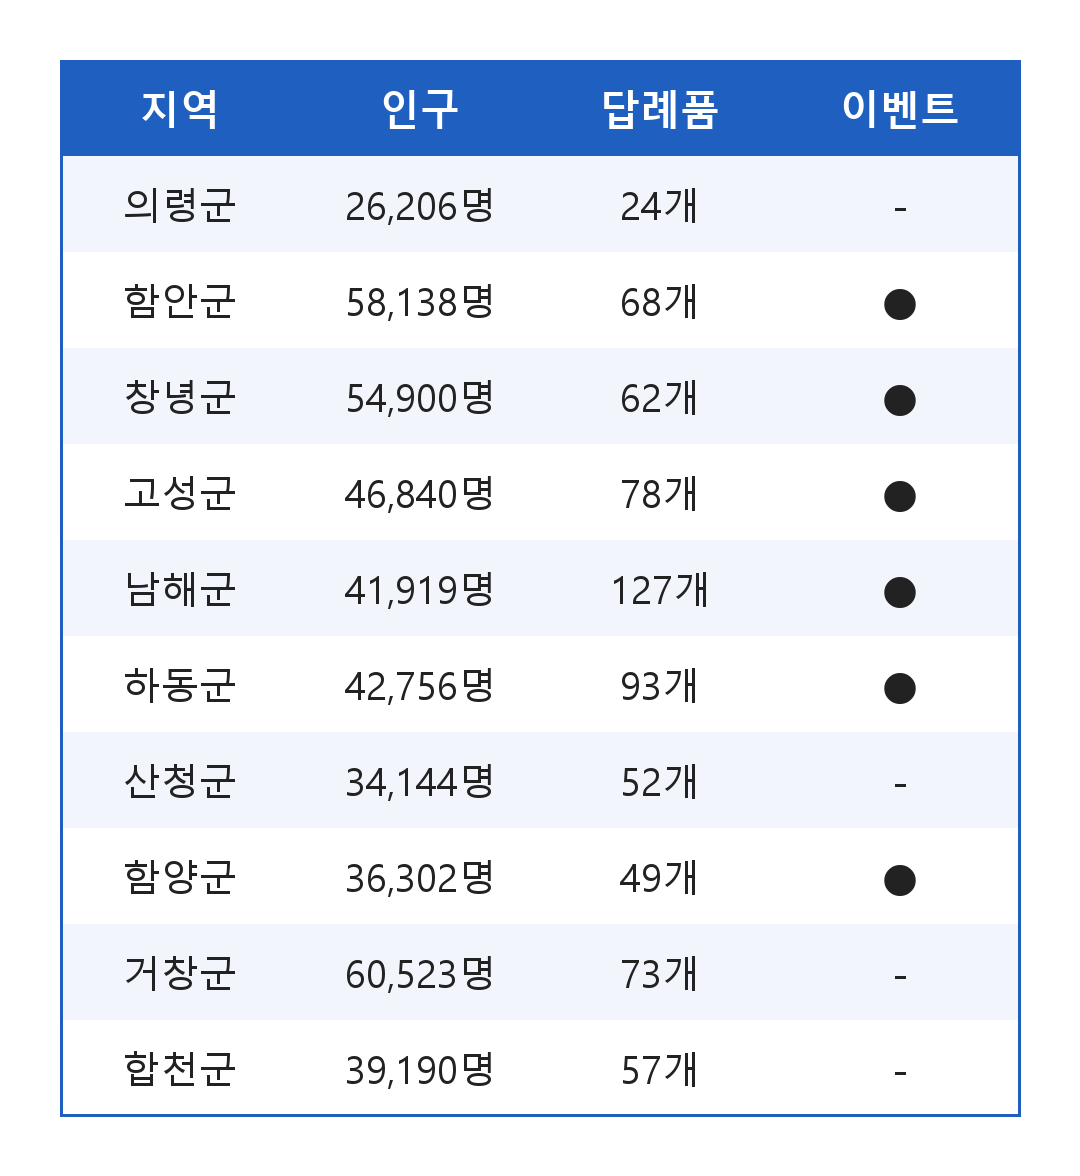 지역 인구 답례품 이벤트
의령군 26,206명 24개 -
함안군 58,138명 68개 ●
창녕군 54,900명 62개 ●
고성군 46,840명 78개 ●
남해군 41,919명 127개 ●
하동군 42,756명 93개 ●
산청군 34,144명 52개 -
함양군 36,302명 49개 ●
거창군 60,523명 73개 -
합천군 39,190명 57개 -